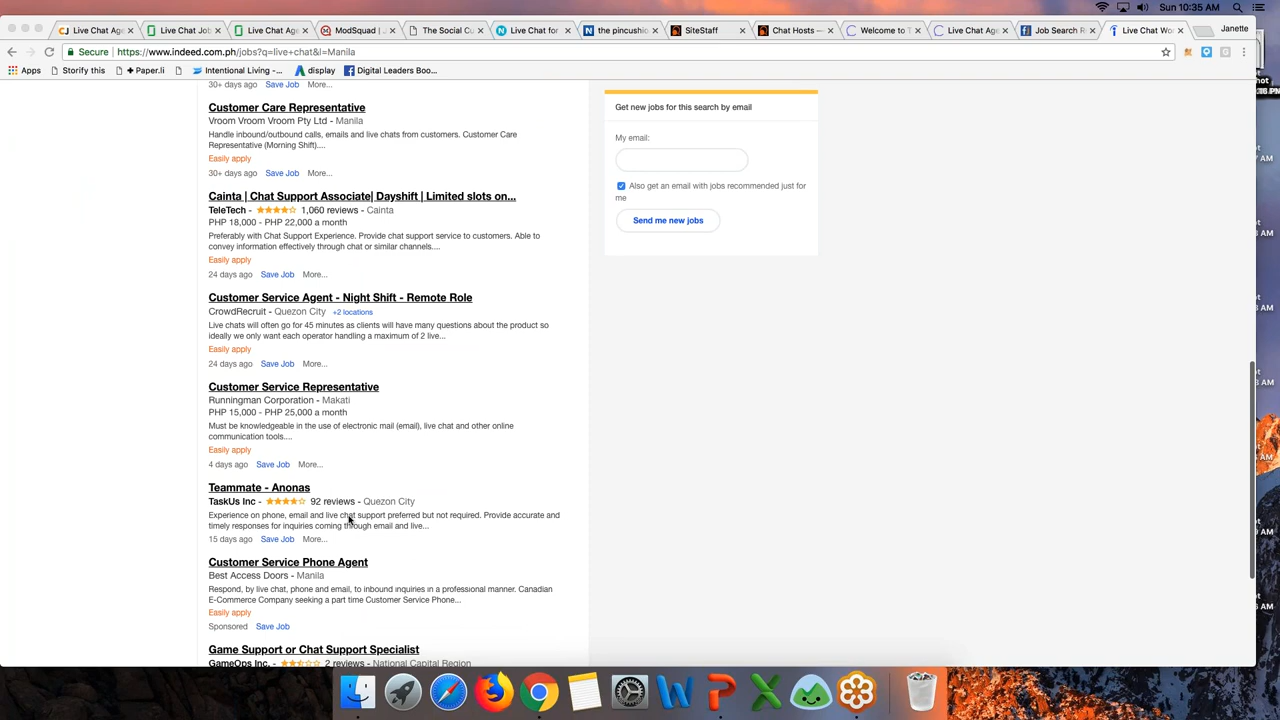 Sun 10:35 AM
Live Chat Age
Live Chat Job
Live Chat Age
ModSquad | J
The Social Cu
Live Chat for
the pincushio
SiteStaff
Chat Hosts —
Welcome to T
Live Chat Age
Job Search R
Live Chat Wo
Janette
Secure | https://www.indeed.com.ph/jobs?q=live+chat&l=Manila
Apps
Storify this
+ Paper.li
Intentional Living -...
display
Digital Leaders Boo...
30+ days ago Save Job More...
Customer Care Representative
Vroom Vroom Vroom Pty Ltd - Manila
Handle inbound/outbound calls, emails and live chats from customers. Customer Care
Representative (Morning Shift)....
Easily apply
30+ days ago Save Job More...
Cainta | Chat Support Associate| Dayshift | Limited slots on...
TeleTech - 1,060 reviews - Cainta
PHP 18,000 - PHP 22,000 a month
Preferably with Chat Support Experience. Provide chat support service to customers. Able to
convey information effectively through chat or similar channels....
Easily apply
24 days ago Save Job More...
Customer Service Agent - Night Shift - Remote Role
CrowdRecruit - Quezon City +2 locations
Live chats will often go for 45 minutes as clients will have many questions about the product so
ideally we only want each operator handling a maximum of 2 live...
Easily apply
24 days ago Save Job More...
Customer Service Representative
Runningman Corporation - Makati
PHP 15,000 - PHP 25,000 a month
Must be knowledgeable in the use of electronic mail (email), live chat and other online
communication tools....
Easily apply
4 days ago Save Job More...
Teammate - Anonas
TaskUs Inc - 92 reviews - Quezon City
Experience on phone, email and live chat support preferred but not required. Provide accurate and
timely responses for inquiries coming through email and live...
15 days ago Save Job More...
Customer Service Phone Agent
Best Access Doors - Manila
Respond, by live chat, phone and email, to inbound inquiries in a professional manner. Canadian
E-Commerce Company seeking a part time Customer Service Phone...
Easily apply
Sponsored Save Job
Game Support or Chat Support Specialist
GameOps Inc. - 2 reviews - National Capital Region
Get new jobs for this search by email
My email:
Also get an email with jobs recommended just for
me
Send me new jobs